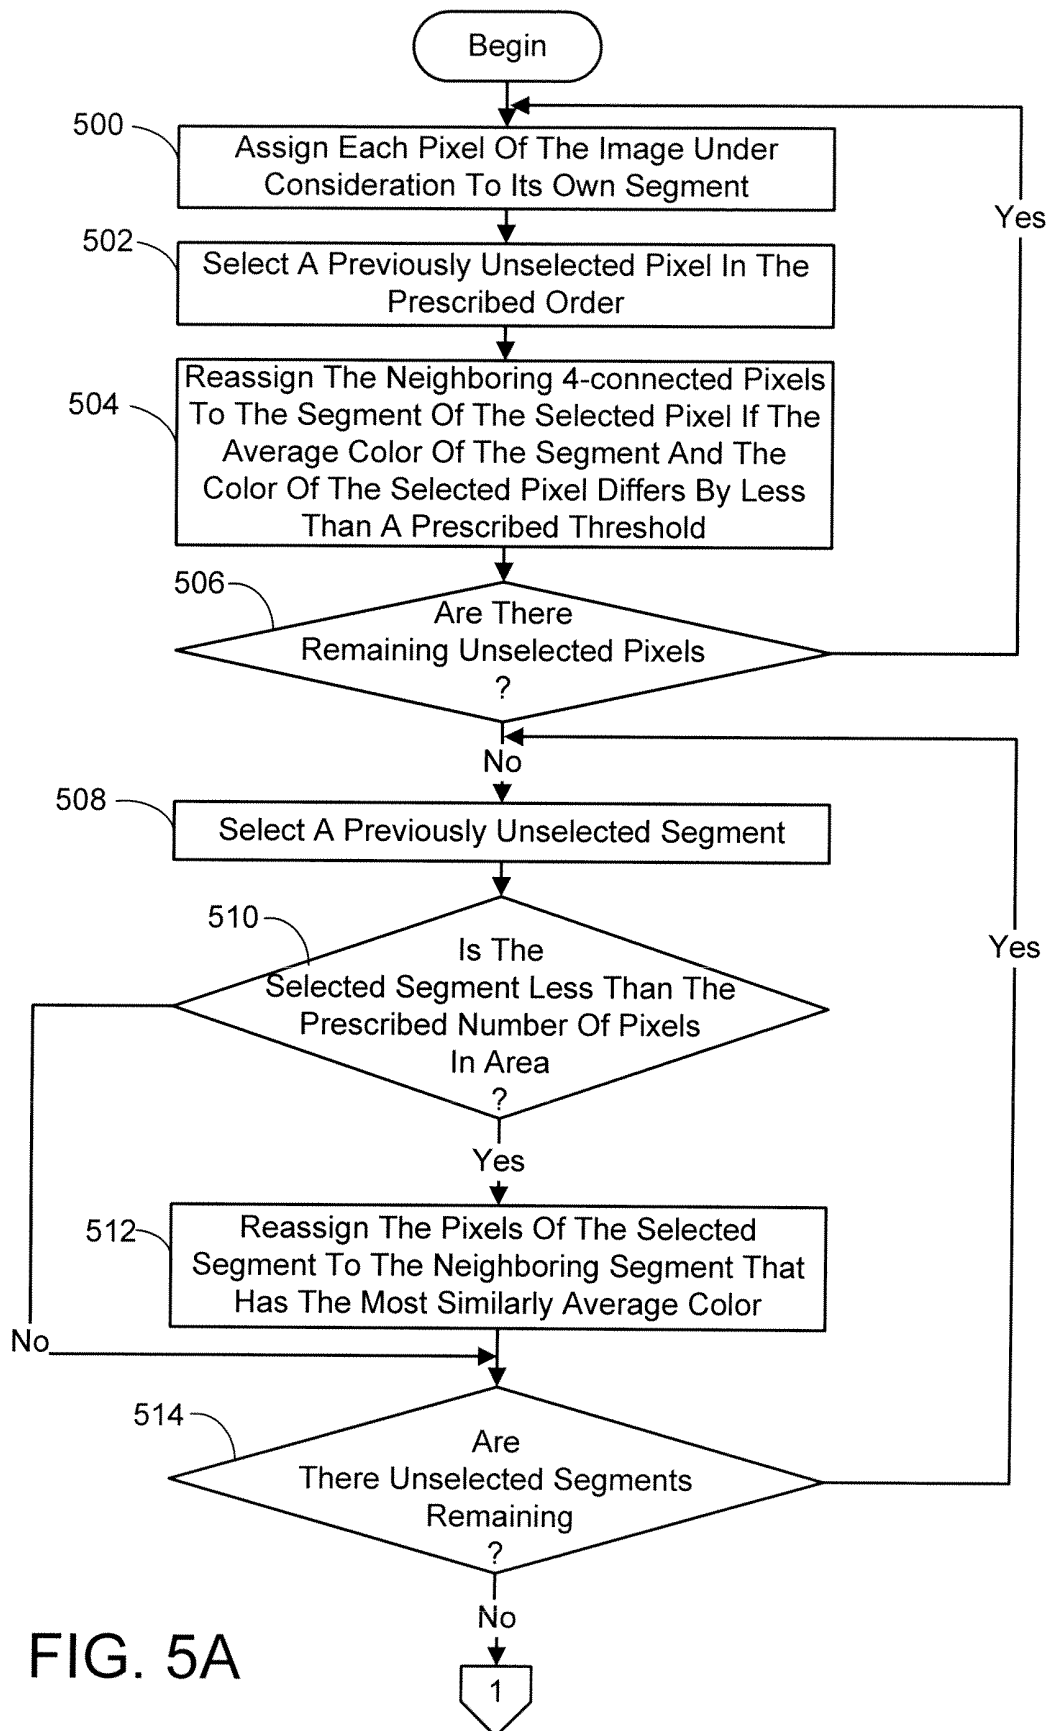 Begin
500
Assign Each Pixel Of The Image Under
Consideration To Its Own Segment
Yes
502
Select A Previously Unselected Pixel In The
Prescribed Order
504
Reassign The Neighboring 4-connected Pixels
To The Segment Of The Selected Pixel If The
Average Color Of The Segment And The
Color Of The Selected Pixel Differs By Less
Than A Prescribed Threshold
506
Are There
Remaining Unselected Pixels
?
No
508
Select A Previously Unselected Segment
510
Is The
Selected Segment Less Than The
Prescribed Number Of Pixels
In Area
?
Yes
Yes
512
Reassign The Pixels Of The Selected
Segment To The Neighboring Segment That
Has The Most Similarly Average Color
No
514
Are
There Unselected Segments
Remaining
?
No
FIG. 5A
1